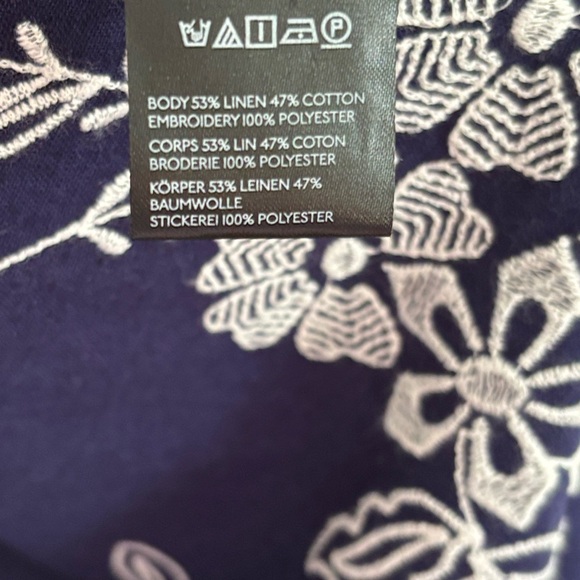 BODY 53% LINEN 47% COTTON
EMBROIDERY 100% POLYESTER
CORPS 53% LIN 47% COTON
BRODERIE 100% POLYESTER
KÖRPER 53% LEINEN 47%
BAUMWOLLE
STICKEREI 100% POLYESTER